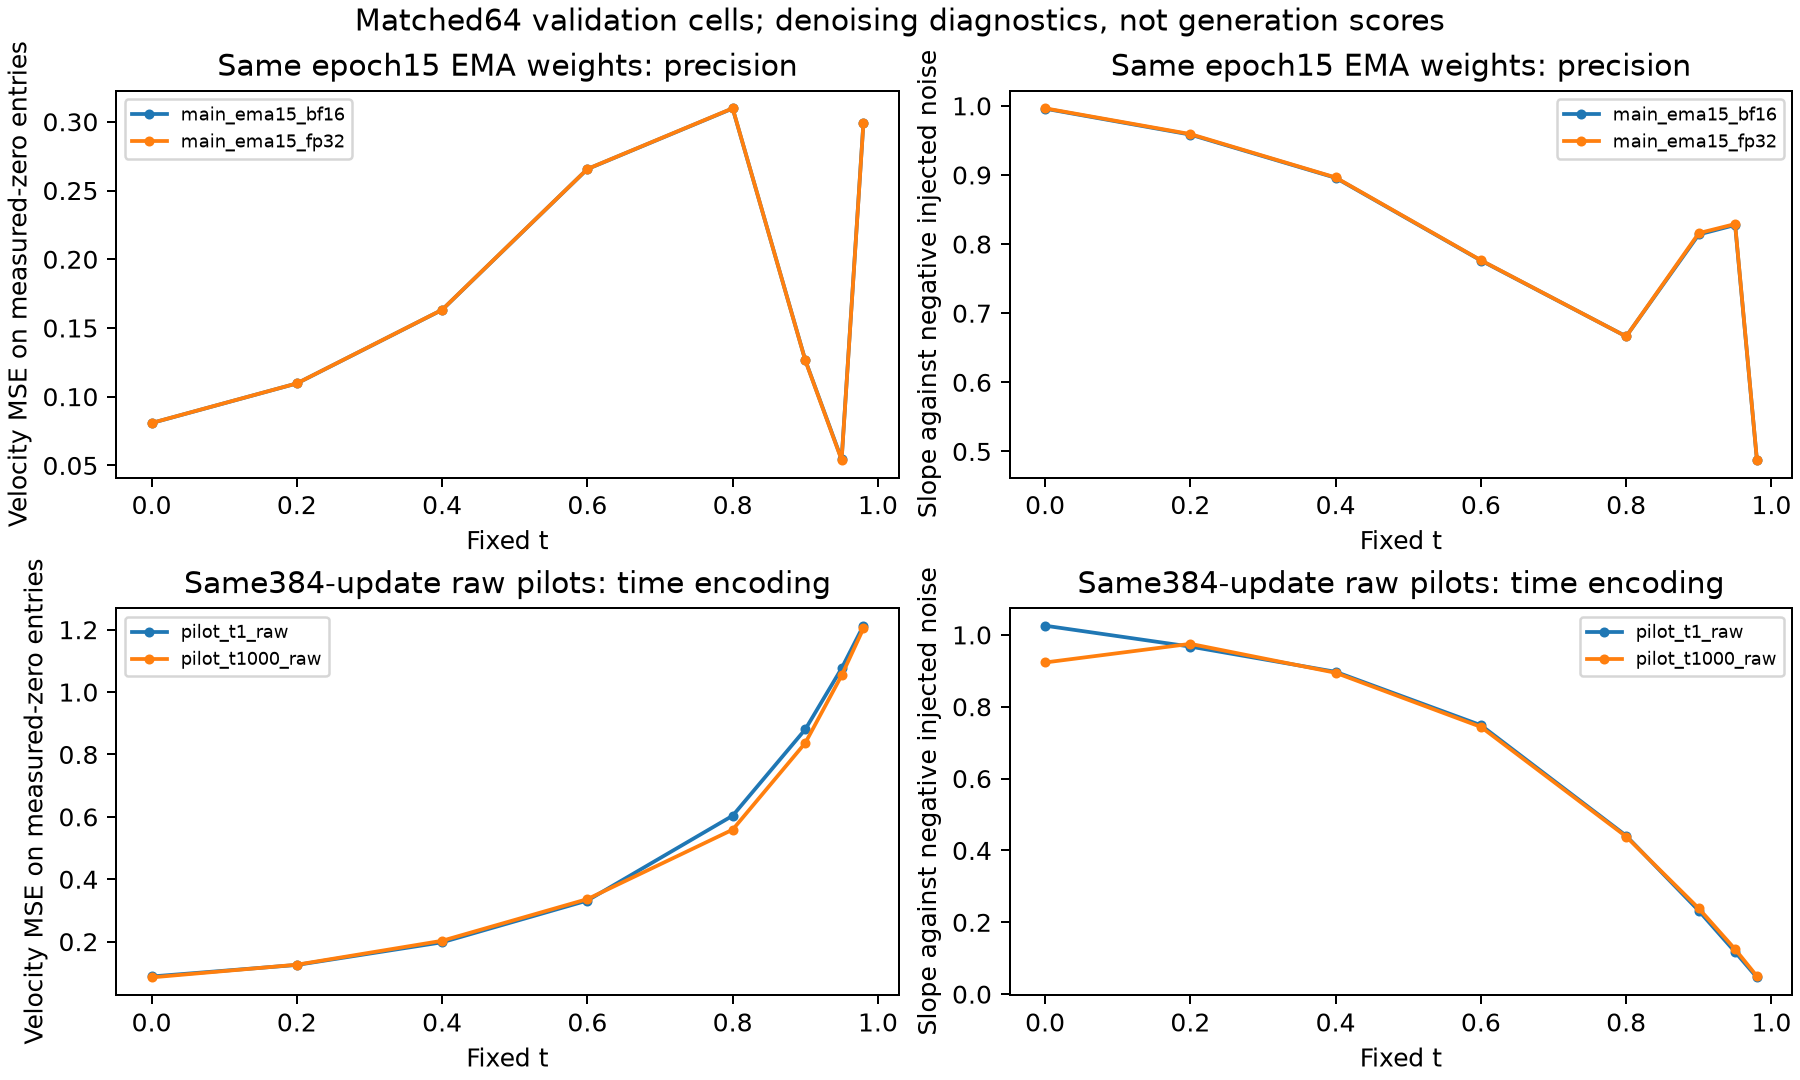 Matched64 validation cells; denoising diagnostics, not generation scores
Same epoch15 EMA weights: precision
Velocity MSE on measured-zero entries
0.30
0.25
0.20
0.15
0.10
0.05
main_ema15_bf16
main_ema15_fp32
0.0 0.2 0.4 0.6 0.8 1.0
Fixed t
Same epoch15 EMA weights: precision
Slope against negative injected noise
1.0
0.9
0.8
0.7
0.6
0.5
main_ema15_bf16
main_ema15_fp32
0.0 0.2 0.4 0.6 0.8 1.0
Fixed t
Same384-update raw pilots: time encoding
Velocity MSE on measured-zero entries
1.2
1.0
0.8
0.6
0.4
0.2
pilot_t1_raw
pilot_t1000_raw
0.0 0.2 0.4 0.6 0.8 1.0
Fixed t
Same384-update raw pilots: time encoding
Slope against negative injected noise
1.0
0.8
0.6
0.4
0.2
0.0
pilot_t1_raw
pilot_t1000_raw
0.0 0.2 0.4 0.6 0.8 1.0
Fixed t